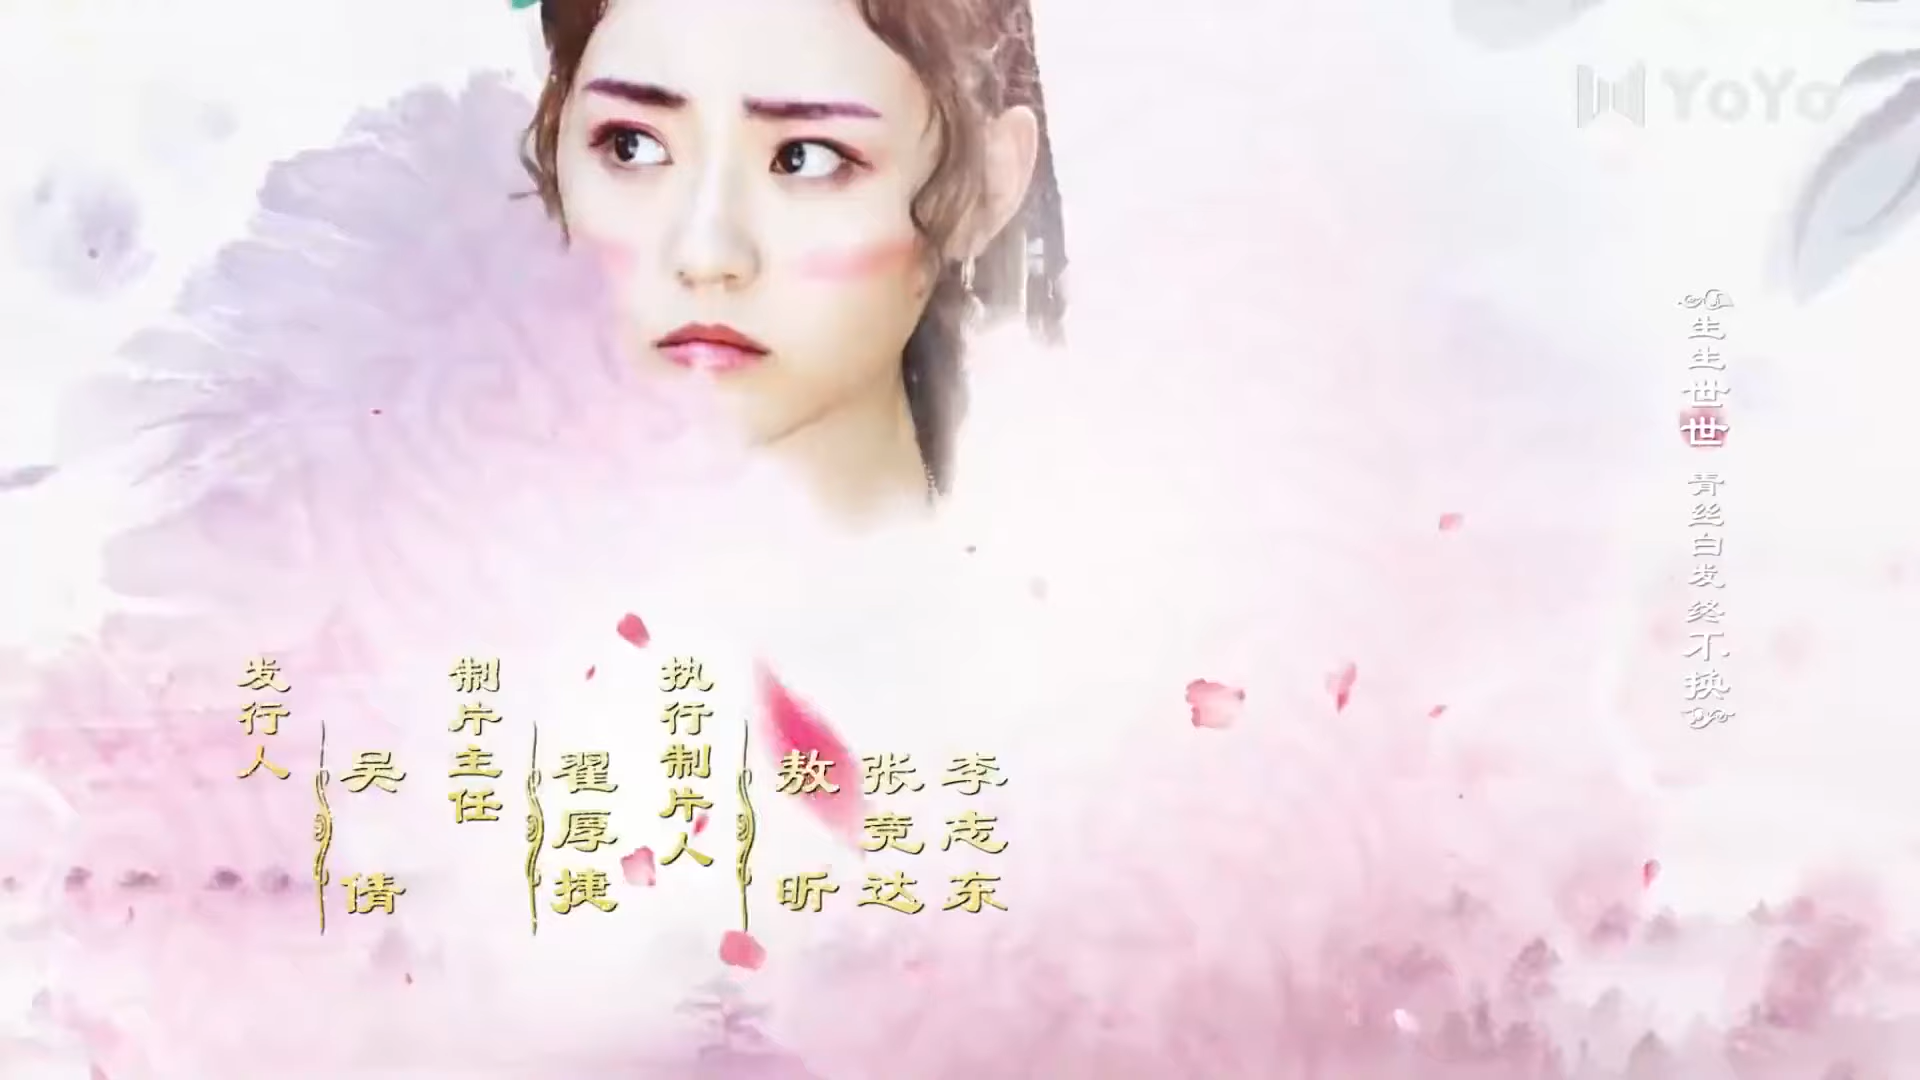 YoYo
生生世世 青丝白发终不换
发行人
吴倩
制片主任
翟厚捷
执行制片人
敖昕
张竞达
李志东